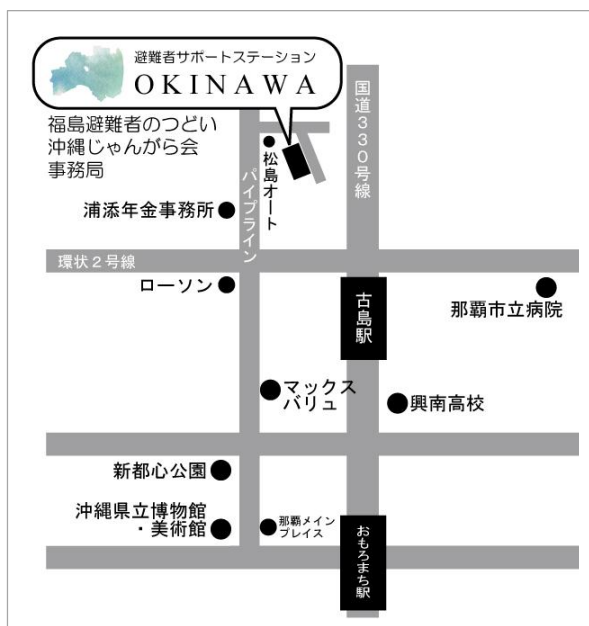 避難者サポートステーション
OKINAWA
福島避難者のつどい
沖縄じゃんがら会
事務局
国道330号線
松島オート
パイプライン
浦添年金事務所
環状2号線
ローソン
古島駅
那覇市立病院
マックス
バリュ
興南高校
新都心公園
沖縄県立博物館
・美術館
那覇メイン
プレイス
おもろまち駅